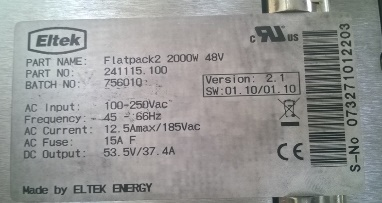 Eltek
c RU US
PART NAME: Flatpack2 2000W 48V
PART NO: 241115.100
BATCH NO: 756010
Version: 2.1
SW:01.10/01.10
AC Input: 100-250Vac
Frequency: 45 - 66Hz
AC Current: 12.5Amax/185Vac
AC Fuse: 15A F
DC Output: 53.5V/37.4A
CE
S-No 073271012203
Made by ELTEK ENERGY